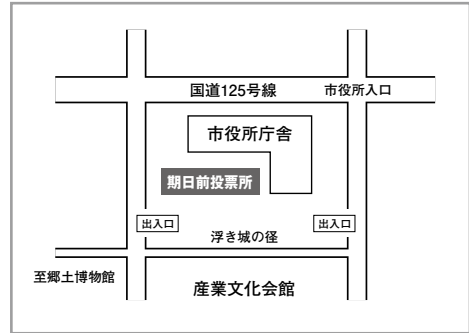 国道125号線
市役所入口
市役所庁舎
期日前投票所
出入口
出入口
浮き城の径
至郷土博物館
産業文化会館